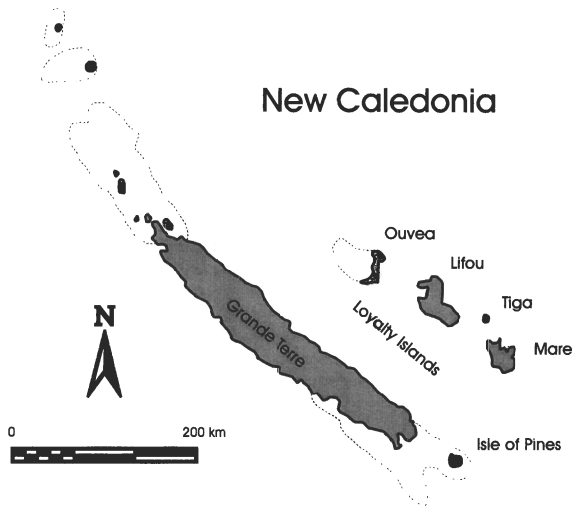 New Caledonia
Ouvea
Lifou
Tiga
Mare
Loyalty Islands
Grande Terre
N
0 200 km
Isle of Pines